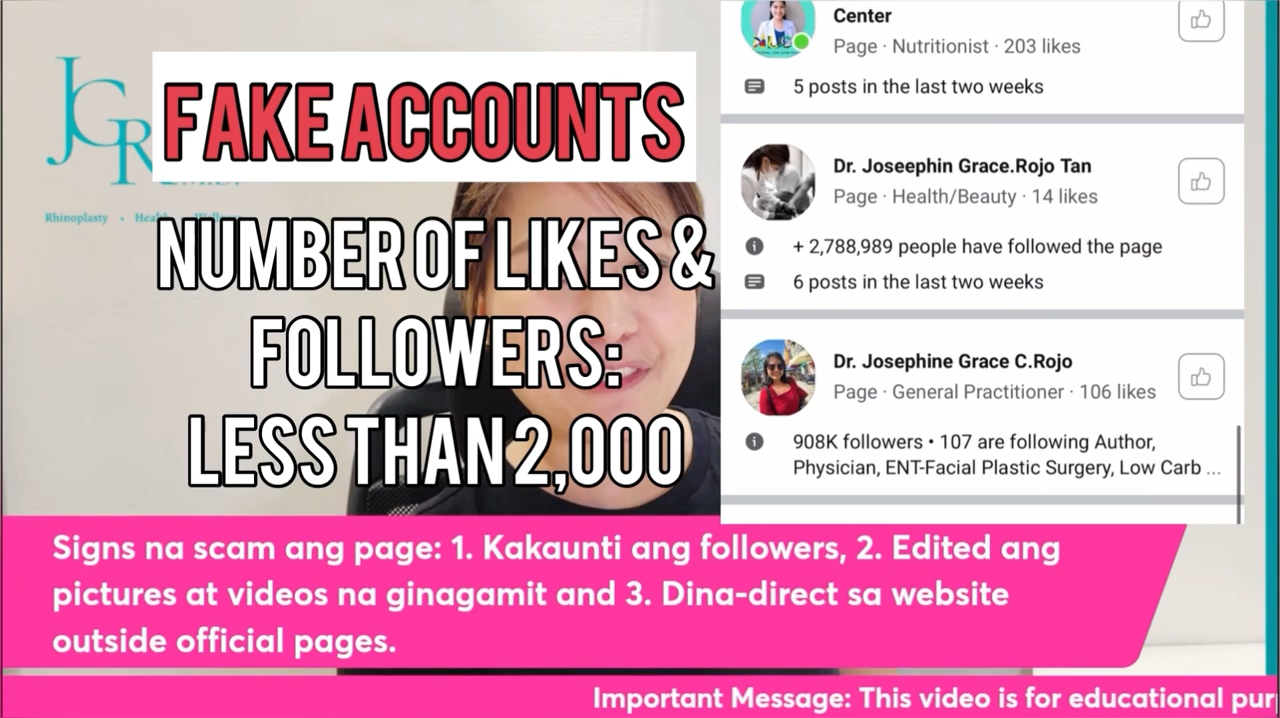 JGR
M.D.
Rhinoplasty • Health • Wellness
FAKE ACCOUNTS
NUMBER OF LIKES &
FOLLOWERS:
LESS THAN 2,000
Center
Page · Nutritionist · 203 likes
5 posts in the last two weeks
Dr. Joseephin Grace.Rojo Tan
Page · Health/Beauty · 14 likes
+ 2,788,989 people have followed the page
6 posts in the last two weeks
Dr. Josephine Grace C.Rojo
Page · General Practitioner · 106 likes
908K followers • 107 are following Author,
Physician, ENT-Facial Plastic Surgery, Low Carb ...
Signs na scam ang page: 1. Kakaunti ang followers, 2. Edited ang
pictures at videos na ginagamit and 3. Dina-direct sa website
outside official pages.
Important Message: This video is for educational pur